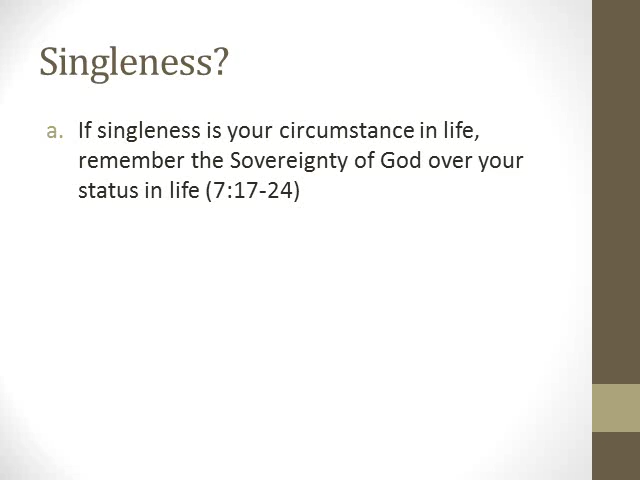 Singleness?
a. If singleness is your circumstance in life,
remember the Sovereignty of God over your
status in life (7:17-24)